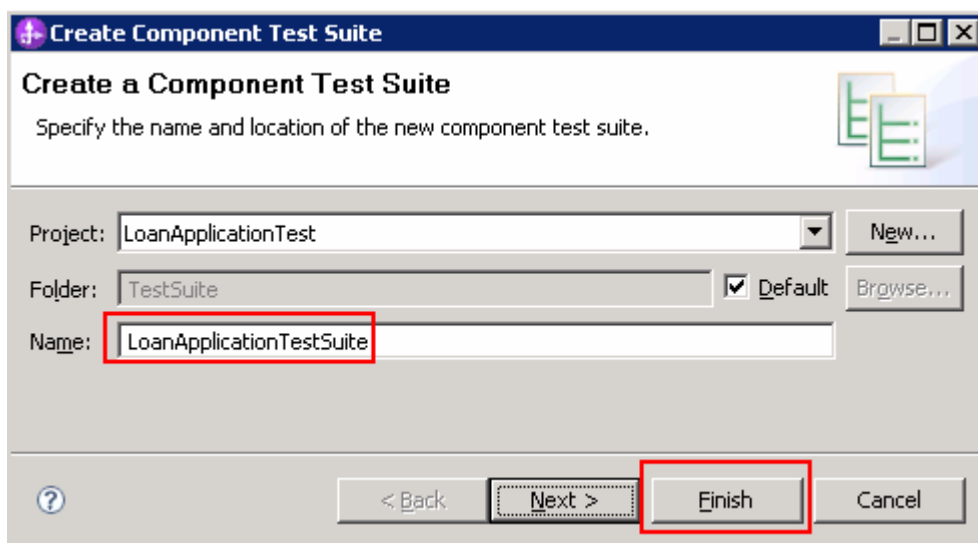 Create Component Test Suite
Create a Component Test Suite
Specify the name and location of the new component test suite.
Project: LoanApplicationTest New...
Folder: TestSuite Default Browse...
Name: LoanApplicationTestSuite
< Back Next > Finish Cancel